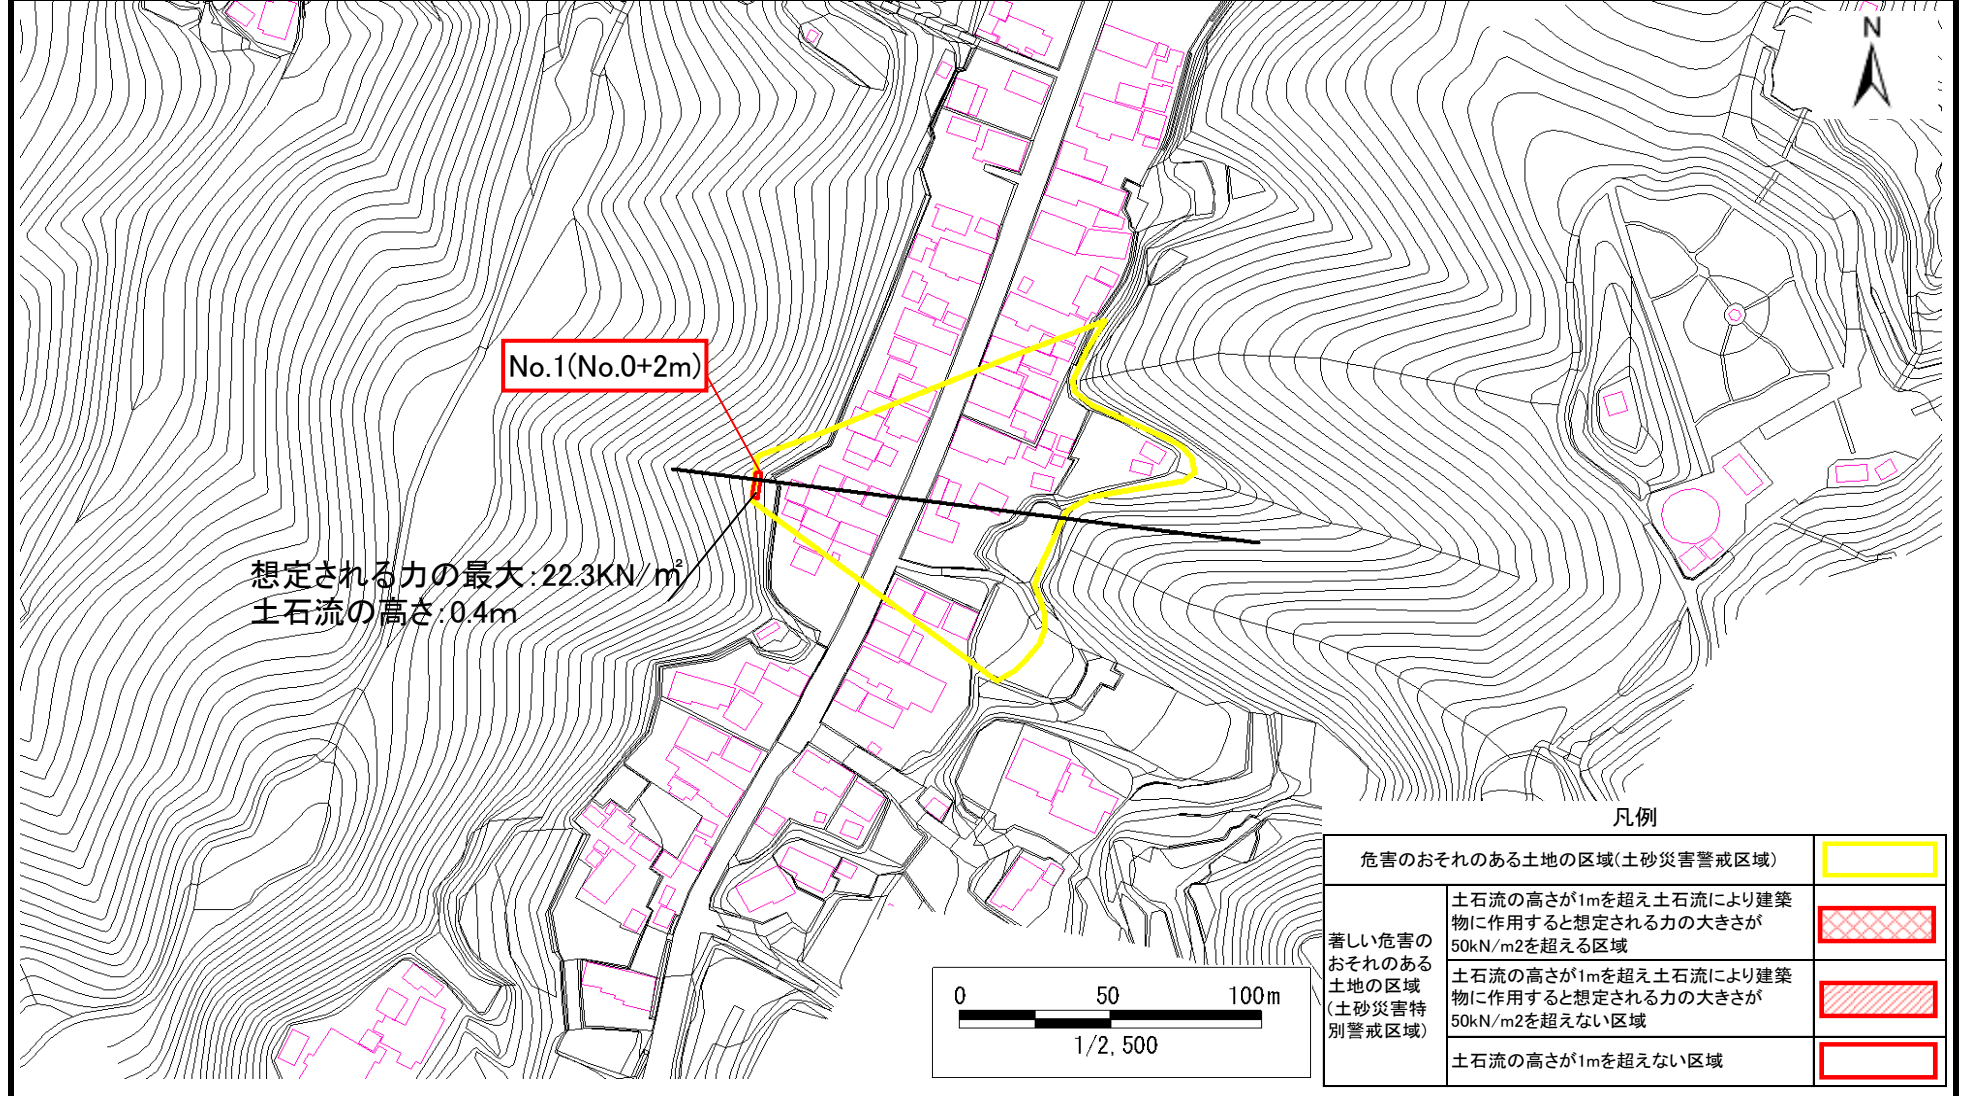 N
No.1(No.0+2m)
想定される力の最大:22.3KN/㎡
土石流の高さ:0.4m
凡例
危害のおそれのある土地の区域(土砂災害警戒区域)
著しい危害の
おそれのある
土地の区域
(土砂災害特
別警戒区域)
土石流の高さが1mを超え土石流により建築
物に作用すると想定される力の大きさが
50kN/m2を超える区域
土石流の高さが1mを超え土石流により建築
物に作用すると想定される力の大きさが
50kN/m2を超えない区域
土石流の高さが1mを超えない区域
0 50 100m
1/2,500